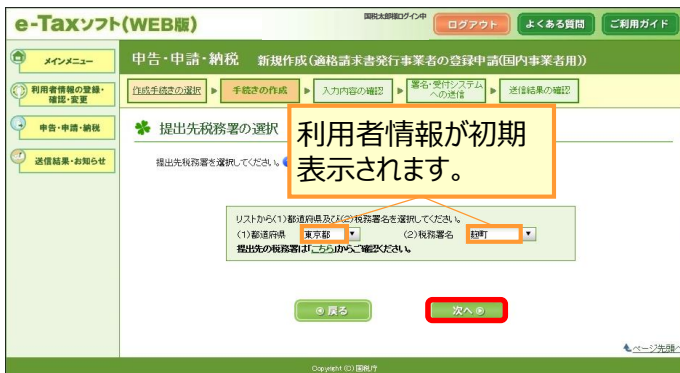 e-Taxソフト(WEB版)
国税太郎様ログイン中
ログアウト
よくある質問
ご利用ガイド
メインメニュー
利用者情報の登録・
確認・変更
申告・申請・納税
送信結果・お知らせ
申告・申請・納税 新規作成(適格請求書発行事業者の登録申請(国内事業者用))
作成手続きの選択
手続きの作成
入力内容の確認
署名・受付システム
への送信
送信結果の確認
提出先税務署の選択
利用者情報が初期
表示されます。
提出先税務署を選択してください。
リストから(1)都道府県及び(2)税務署名を選択してください。
(1)都道府県 東京都 (2)税務署名 麹町
提出先の税務署は「こちら」からご確認ください。
戻る
次へ
ページ先頭へ
Copyright (C) 国税庁